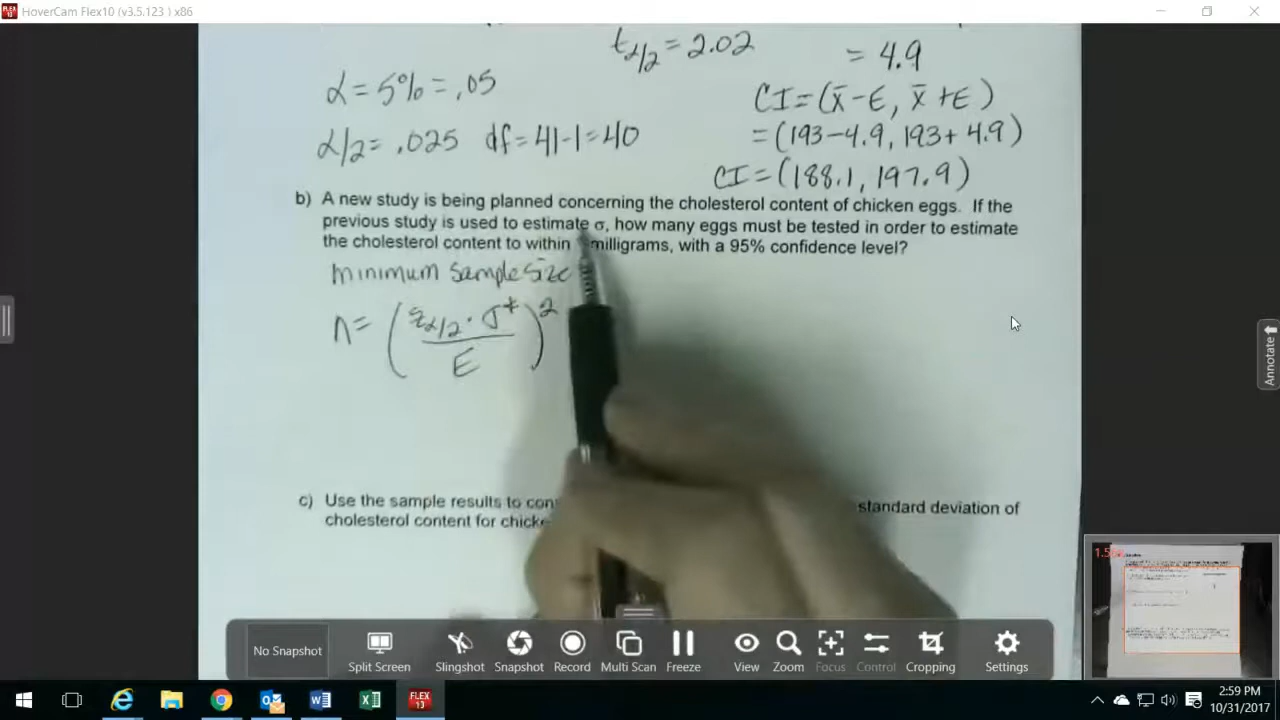 HoverCam Flex10 (v3.5.123 ) x86
t α/2 = 2.02
= 4.9
α = 5% = .05
CI = (x̄ - E, x̄ + E)
α/2 = .025 df = 41-1 = 40
= (193 - 4.9, 193 + 4.9)
CI = (188.1, 197.9)
b) A new study is being planned concerning the cholesterol content of chicken eggs. If the
previous study is used to estimate σ, how many eggs must be tested in order to estimate
the cholesterol content to within milligrams, with a 95% confidence level?
minimum sample size
n = (z α/2 · σ* / E)²
c) Use the sample results to con standard deviation of
cholesterol content for chick
Annotate
No Snapshot
Split Screen
Slingshot
Snapshot
Record
Multi Scan
Freeze
View
Zoom
Focus
Control
Cropping
Settings
FLEX
13
2:59 PM
10/31/2017